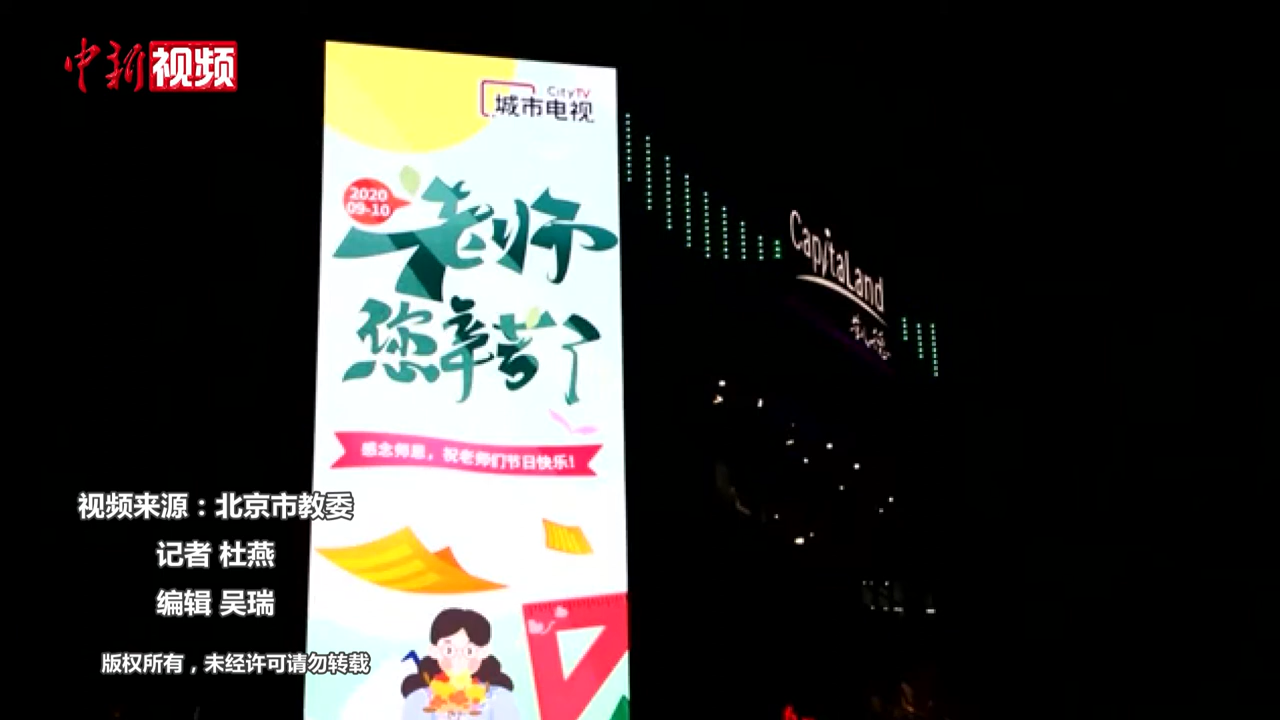 中新视频
CityTV
城市电视
2020
09-10
老师
您辛苦了
感念师恩，祝老师们节日快乐！
CapitaLand
视频来源：北京市教委
记者 杜燕
编辑 吴瑞
版权所有，未经许可请勿转载